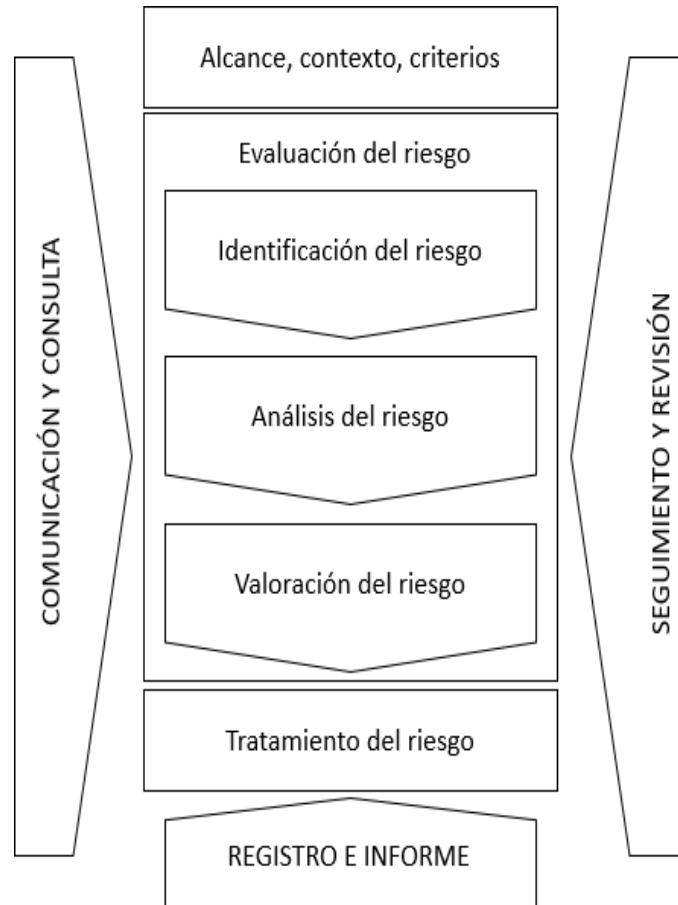 Alcance, contexto, criterios
Evaluación del riesgo
Identificación del riesgo
Análisis del riesgo
Valoración del riesgo
Tratamiento del riesgo
REGISTRO E INFORME
COMUNICACIÓN Y CONSULTA
SEGUIMIENTO Y REVISIÓN